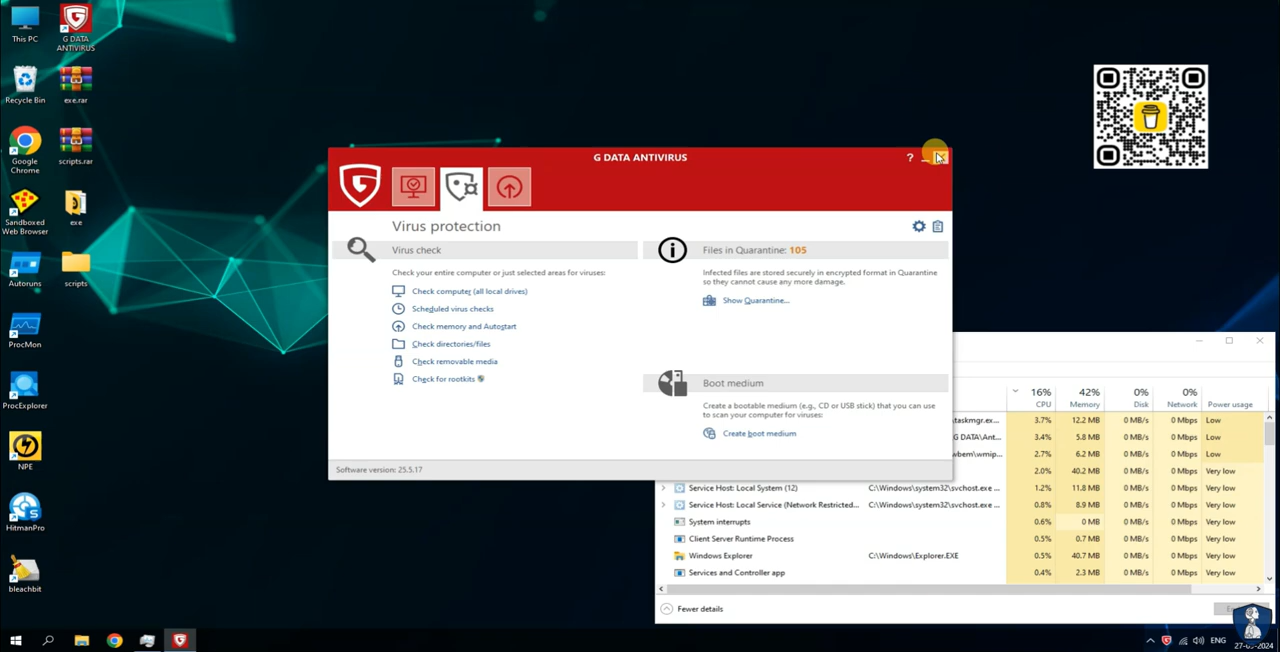 This PC
G DATA
ANTIVIRUS
Recycle Bin
exe.rar
Google
Chrome
scripts.rar
Sandboxed
Web Browser
exe
Autoruns
scripts
ProcMon
ProcExplorer
NPE
HitmanPro
bleachbit
G DATA ANTIVIRUS
?
Virus protection
Virus check
Check your entire computer or just selected areas for viruses:
Check computer (all local drives)
Scheduled virus checks
Check memory and Autostart
Check directories/files
Check removable media
Check for rootkits
Files in Quarantine: 105
Infected files are stored securely in encrypted format in Quarantine
so they cannot cause any more damage.
Show Quarantine...
Boot medium
Create a bootable medium (e.g., CD or USB stick) that you can use
to scan your computer for viruses:
Create boot medium
Software version: 25.5.17
16% 42% 0% 0%
CPU Memory Disk Network Power usage
\taskmgr.ex... 3.7% 12.2 MB 0 MB/s 0 Mbps Low
G DATA\Ant... 3.4% 5.8 MB 0 MB/s 0 Mbps Low
wbem\wmip... 2.7% 6.2 MB 0 MB/s 0 Mbps Low
2.0% 40.2 MB 0 MB/s 0 Mbps Very low
Service Host: Local System (12) C:\Windows\system32\svchost.exe ... 1.2% 11.8 MB 0 MB/s 0 Mbps Very low
Service Host: Local Service (Network Restricted... C:\Windows\system32\svchost.exe ... 0.8% 8.9 MB 0 MB/s 0 Mbps Very low
System interrupts 0.6% 0 MB 0 MB/s 0 Mbps Very low
Client Server Runtime Process 0.5% 0.7 MB 0 MB/s 0 Mbps Very low
Windows Explorer C:\Windows\Explorer.EXE 0.5% 40.7 MB 0 MB/s 0 Mbps Very low
Services and Controller app 0.4% 2.3 MB 0 MB/s 0 Mbps Very low
Fewer details
ENG